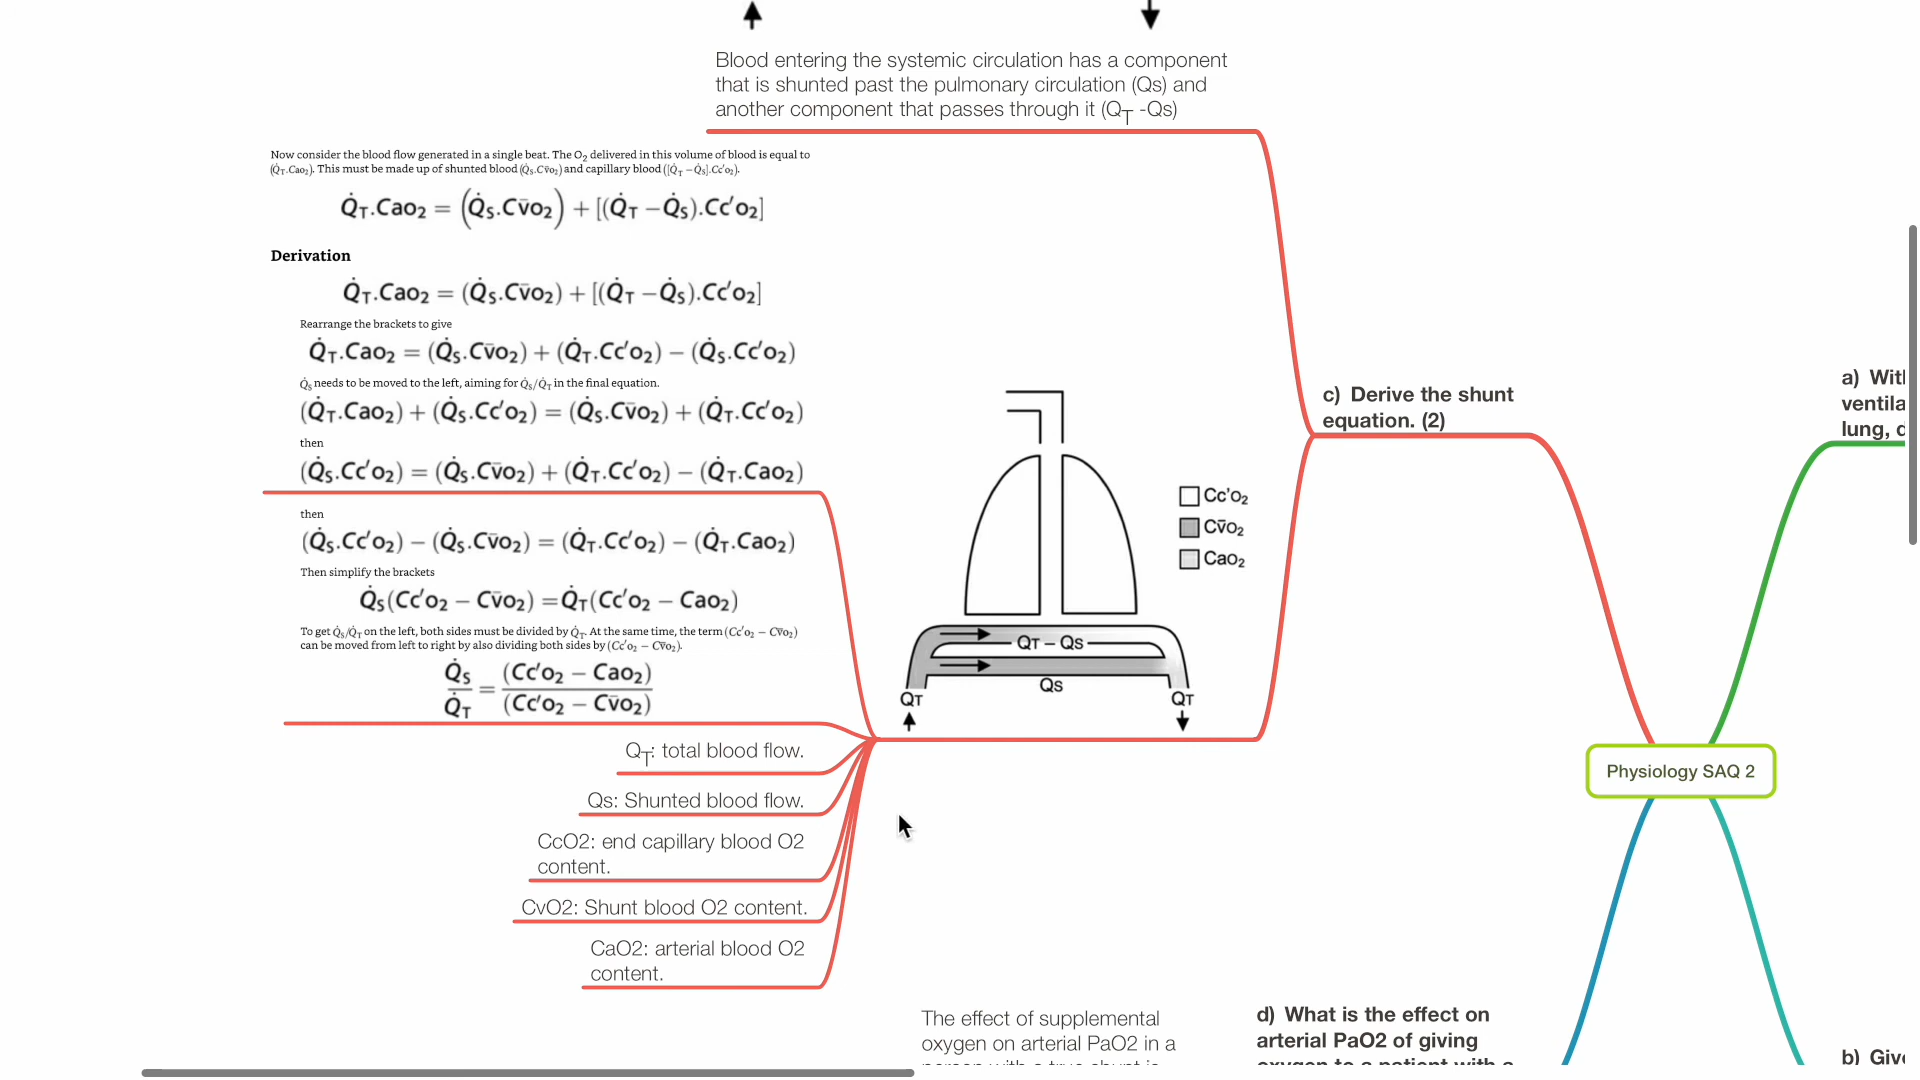 Blood entering the systemic circulation has a component
that is shunted past the pulmonary circulation (Qs) and
another component that passes through it (QT -Qs)
Now consider the blood flow generated in a single beat. The O2 delivered in this volume of blood is equal to
(Q̇T.Cao2). This must be made up of shunted blood (Q̇s.Cv̄o2) and capillary blood ([Q̇T – Q̇s].Cc'o2).
Q̇T.Cao2 = (Q̇s.Cv̄o2) + [(Q̇T – Q̇s).Cc'o2]
Derivation
Q̇T.Cao2 = (Q̇s.Cv̄o2) + [(Q̇T – Q̇s).Cc'o2]
Rearrange the brackets to give
Q̇T.Cao2 = (Q̇s.Cv̄o2) + (Q̇T.Cc'o2) – (Q̇s.Cc'o2)
Q̇s needs to be moved to the left, aiming for Q̇s/Q̇T in the final equation.
(Q̇T.Cao2) + (Q̇s.Cc'o2) = (Q̇s.Cv̄o2) + (Q̇T.Cc'o2)
then
(Q̇s.Cc'o2) = (Q̇s.Cv̄o2) + (Q̇T.Cc'o2) – (Q̇T.Cao2)
then
(Q̇s.Cc'o2) – (Q̇s.Cv̄o2) = (Q̇T.Cc'o2) – (Q̇T.Cao2)
Then simplify the brackets
Q̇s(Cc'o2 – Cv̄o2) = Q̇T(Cc'o2 – Cao2)
To get Q̇s/Q̇T on the left, both sides must be divided by Q̇T. At the same time, the term (Cc'o2 – Cv̄o2)
can be moved from left to right by also dividing both sides by (Cc'o2 – Cv̄o2).
Q̇s/Q̇T = (Cc'o2 – Cao2)/(Cc'o2 – Cv̄o2)
QT: total blood flow.
Qs: Shunted blood flow.
CcO2: end capillary blood O2
content.
CvO2: Shunt blood O2 content.
CaO2: arterial blood O2
content.
Cc'o2
Cv̄o2
Cao2
QT – Qs
Qs
QT
QT
c) Derive the shunt
equation. (2)
Physiology SAQ 2
a)
ventila
lung,
The effect of supplemental
oxygen on arterial PaO2 in a
d) What is the effect on
arterial PaO2 of giving
b)